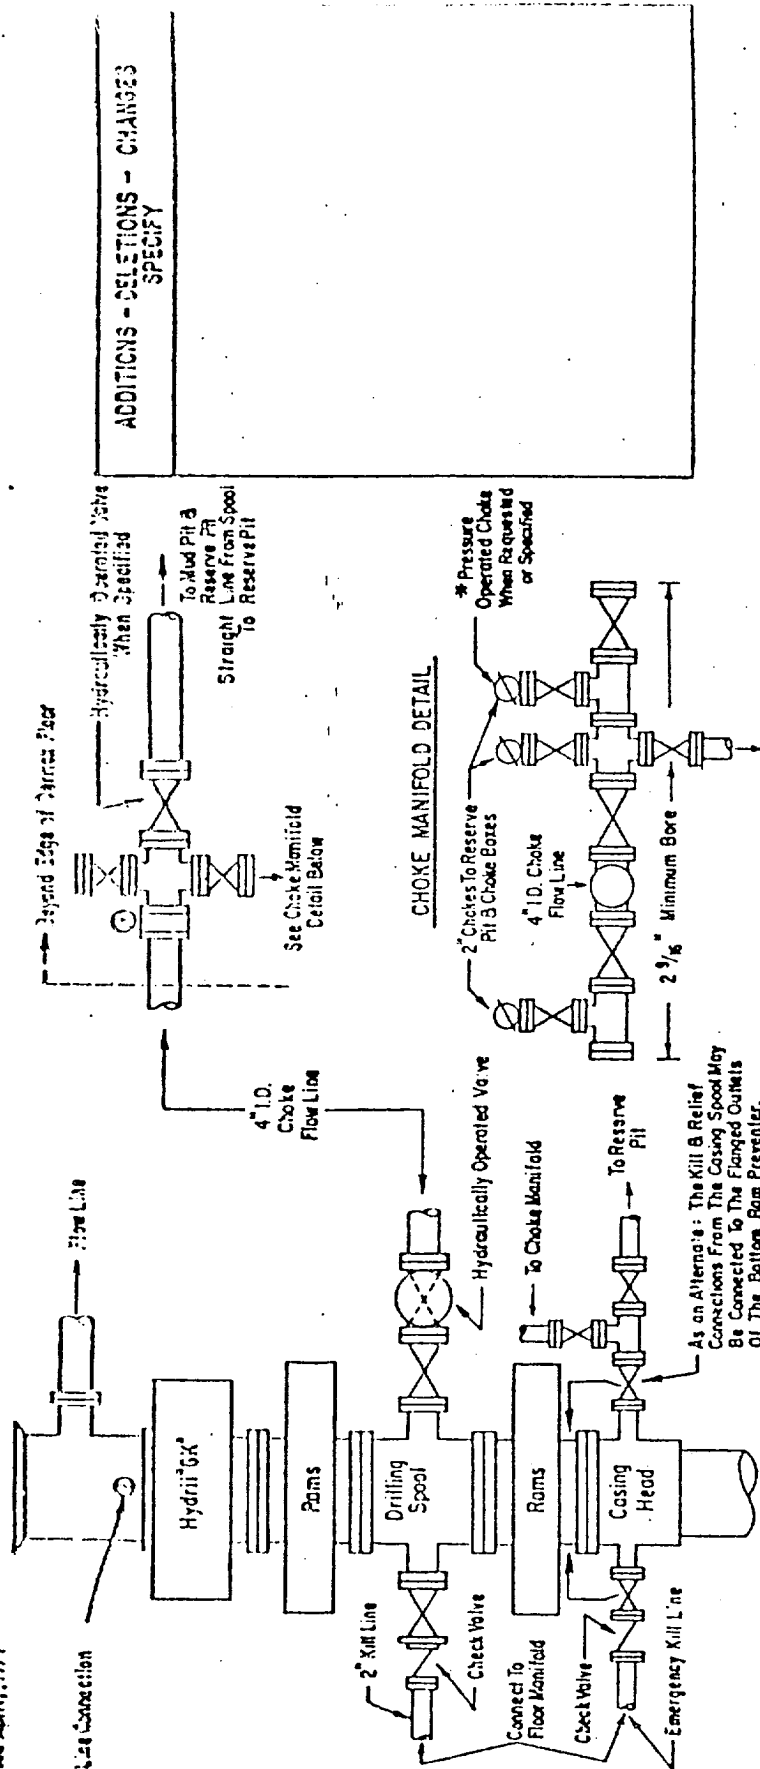 ADDITIONS - DELETIONS - CHANGES
SPECIFY
Beyond Edge of Derrick Floor
Hydraulically Operated Valve
When Specified
To Mud Pit &
Reserve Pit
Straight Line From Spool
To Reserve Pit
See Choke Manifold
Detail Below
Flow Line
Line Connection
4" I.D.
Choke
Flow Line
Hydril "GK"
Rams
Drilling
Spool
Hydraulically Operated Valve
2" Kill Line
Check Valve
Connect To
Floor Manifold
Rams
Casing
Head
Check Valve
Emergency Kill Line
To Choke Manifold
To Reserve
Pit
As an Alternate: The Kill & Relief
Connections From The Casing Spool May
Be Connected To The Flanged Outlets
Of The Bottom Ram Preventer.
CHOKE MANIFOLD DETAIL
* Pressure
Operated Choke
When Requested
or Specified
2" Chokes To Reserve
Pit & Choke Boxes
4" I.D. Choke
Flow Line
2 9/16" Minimum Bore